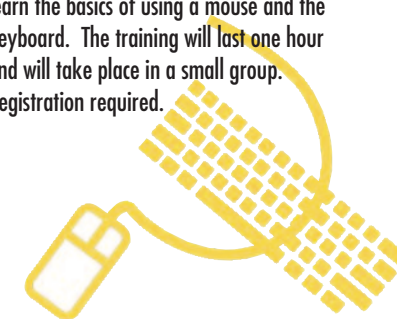 earn the basics of using a mouse and the
eyboard. The training will last one hour
nd will take place in a small group.
egistration required.